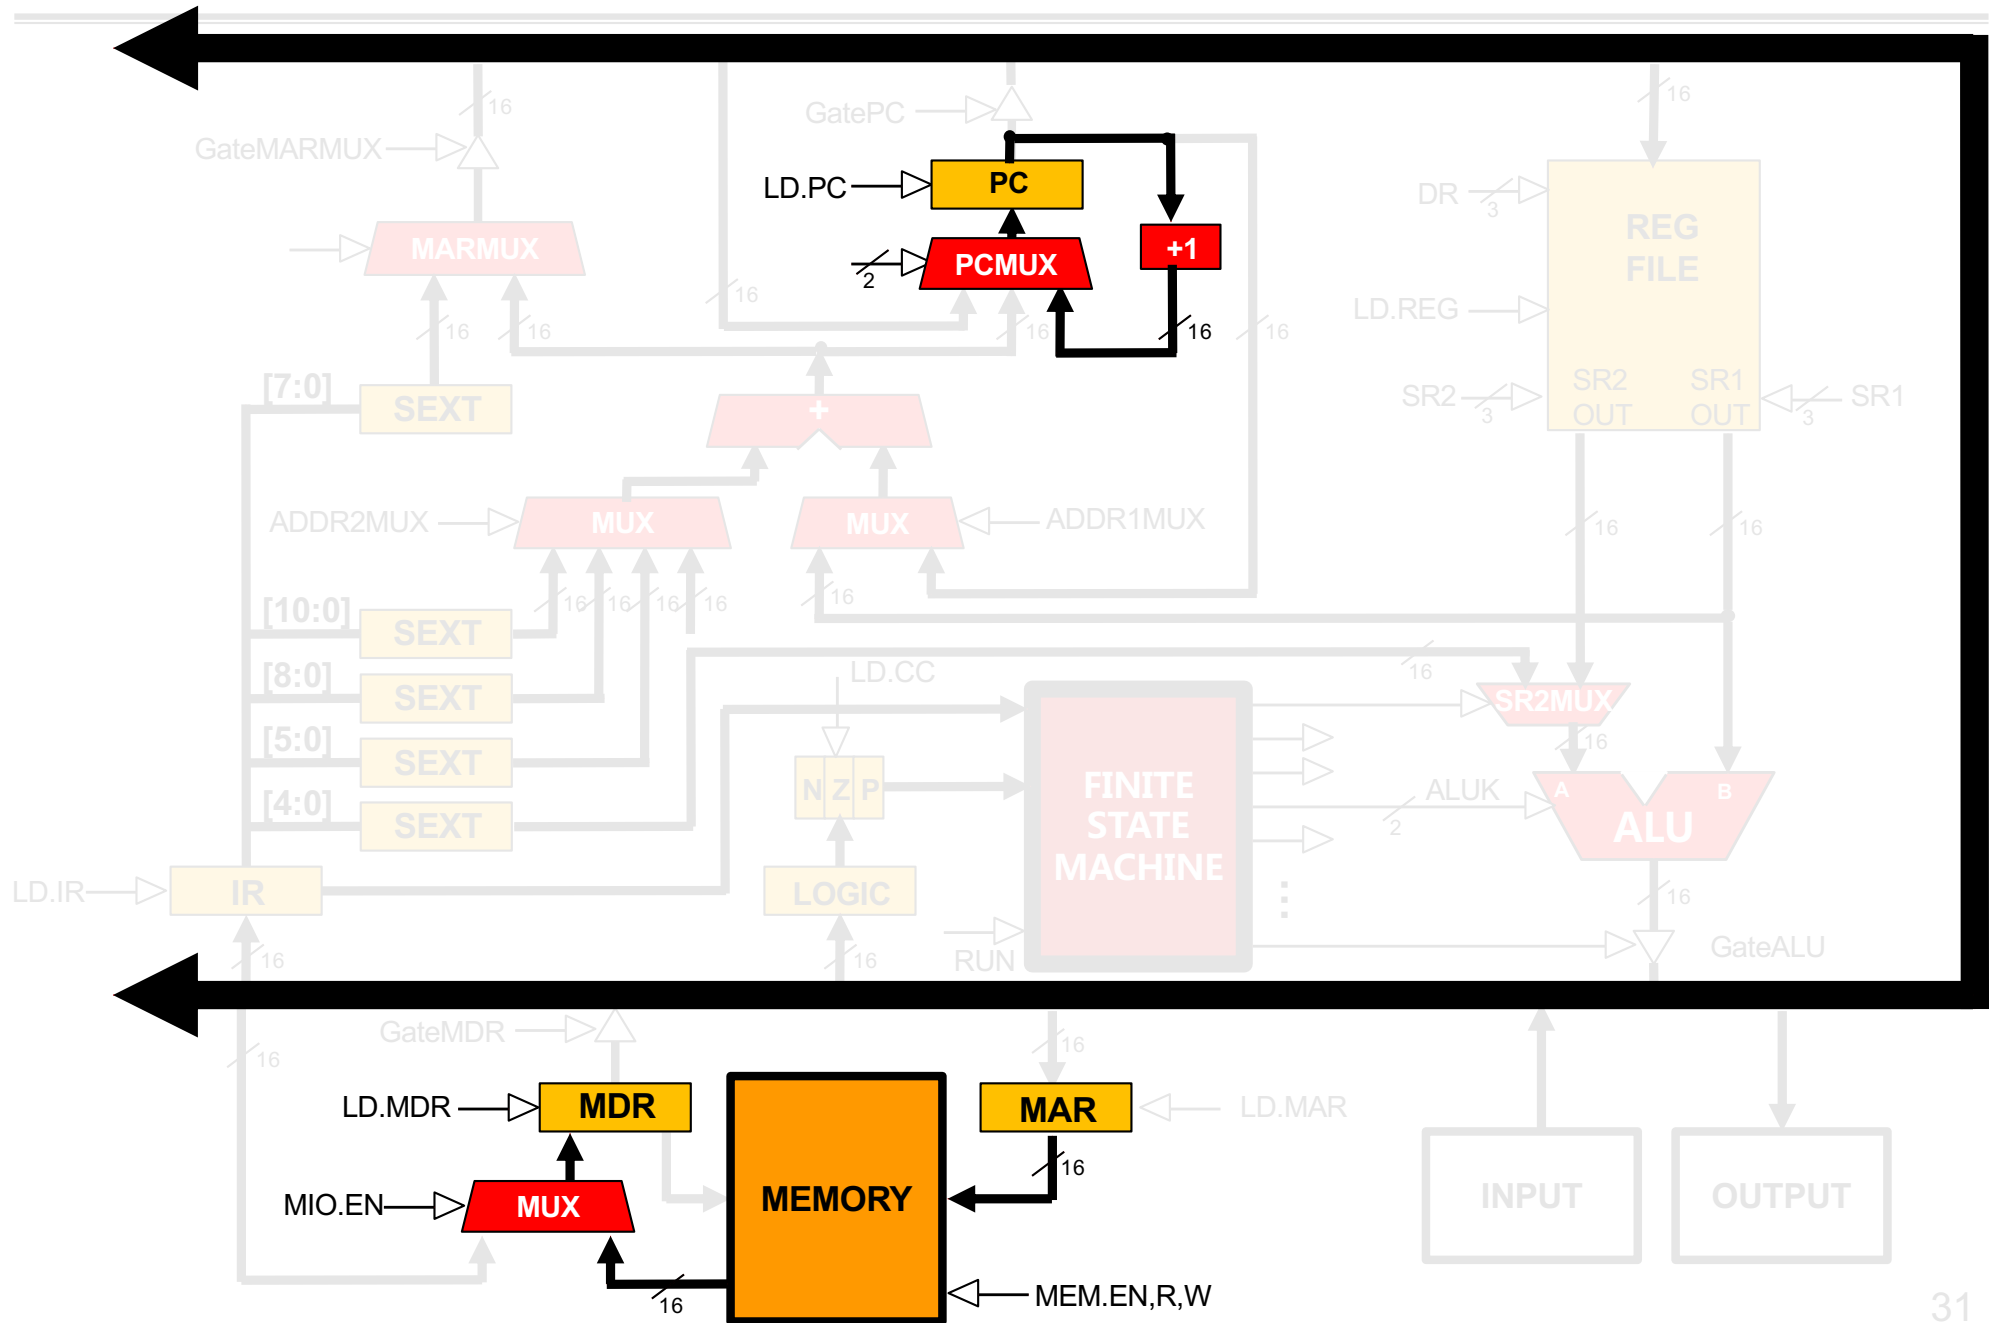 16
GatePC
16
GateMARMUX
LD.PC
PC
DR
3
REG
FILE
MARMUX
2
PCMUX
+1
16
16
16
16
16
16
LD.REG
[7:0]
SEXT
+
SR2
3
SR2
OUT
SR1
OUT
3
SR1
ADDR2MUX
MUX
MUX
ADDR1MUX
16
16
16
16
16
16
16
[10:0]
SEXT
16
[8:0]
SEXT
LD.CC
SR2MUX
16
[5:0]
SEXT
N Z P
FINITE
STATE
MACHINE
2
ALUK
A
B
ALU
[4:0]
SEXT
LD.IR
IR
LOGIC
16
RUN
GateALU
16
16
GateMDR
16
16
LD.MDR
MDR
MEMORY
MAR
LD.MAR
16
MIO.EN
MUX
INPUT
OUTPUT
16
MEM.EN,R,W
31